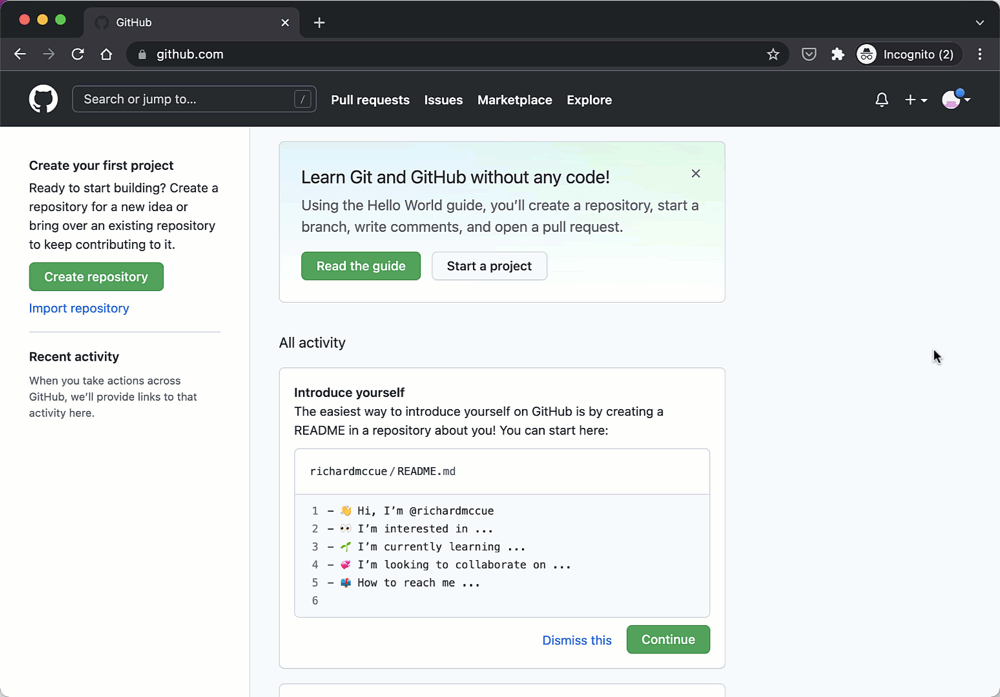 GitHub
github.com
Incognito (2)
Search or jump to... /
Pull requests Issues Marketplace Explore
Create your first project
Ready to start building? Create a
repository for a new idea or
bring over an existing repository
to keep contributing to it.
Create repository
Import repository
Recent activity
When you take actions across
GitHub, we'll provide links to that
activity here.
Learn Git and GitHub without any code!
Using the Hello World guide, you'll create a repository, start a
branch, write comments, and open a pull request.
Read the guide Start a project
All activity
Introduce yourself
The easiest way to introduce yourself on GitHub is by creating a
README in a repository about you! You can start here:
richardmccue/README.md
1 - 👋 Hi, I'm @richardmccue
2 - 👀 I'm interested in ...
3 - 🌱 I'm currently learning ...
4 - 💞️ I'm looking to collaborate on ...
5 - 📫 How to reach me ...
6
Dismiss this Continue